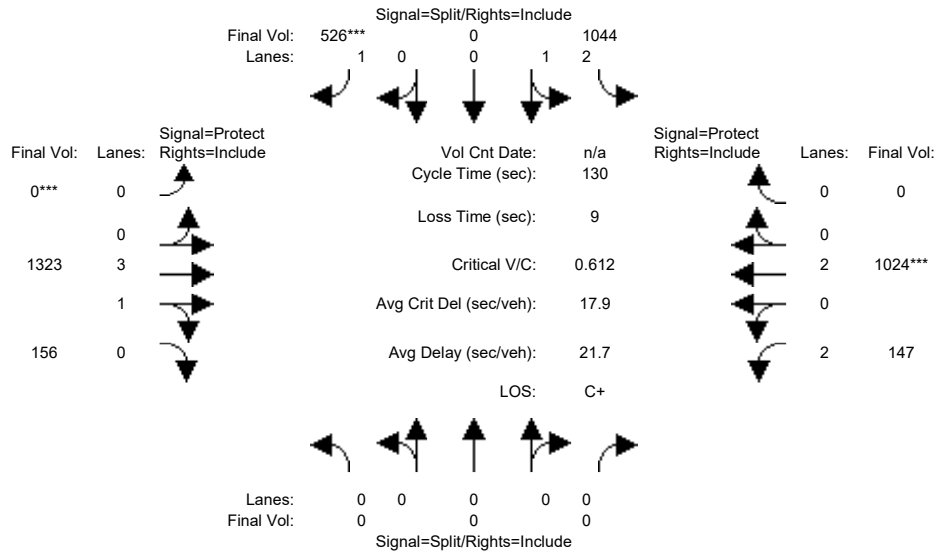 Signal=Split/Rights=Include
Final Vol: 526*** 0 1044
Lanes: 1 0 0 1 2
Signal=Protect Signal=Protect
Final Vol: Lanes: Rights=Include Vol Cnt Date: n/a Rights=Include Lanes: Final Vol:
Cycle Time (sec): 130
0*** 0 0 0
Loss Time (sec): 9
0 0
1323 3 Critical V/C: 0.612 2 1024***
1 Avg Crit Del (sec/veh): 17.9 0
156 0 Avg Delay (sec/veh): 21.7 2 147
LOS: C+
Lanes: 0 0 0 0 0
Final Vol: 0 0 0
Signal=Split/Rights=Include